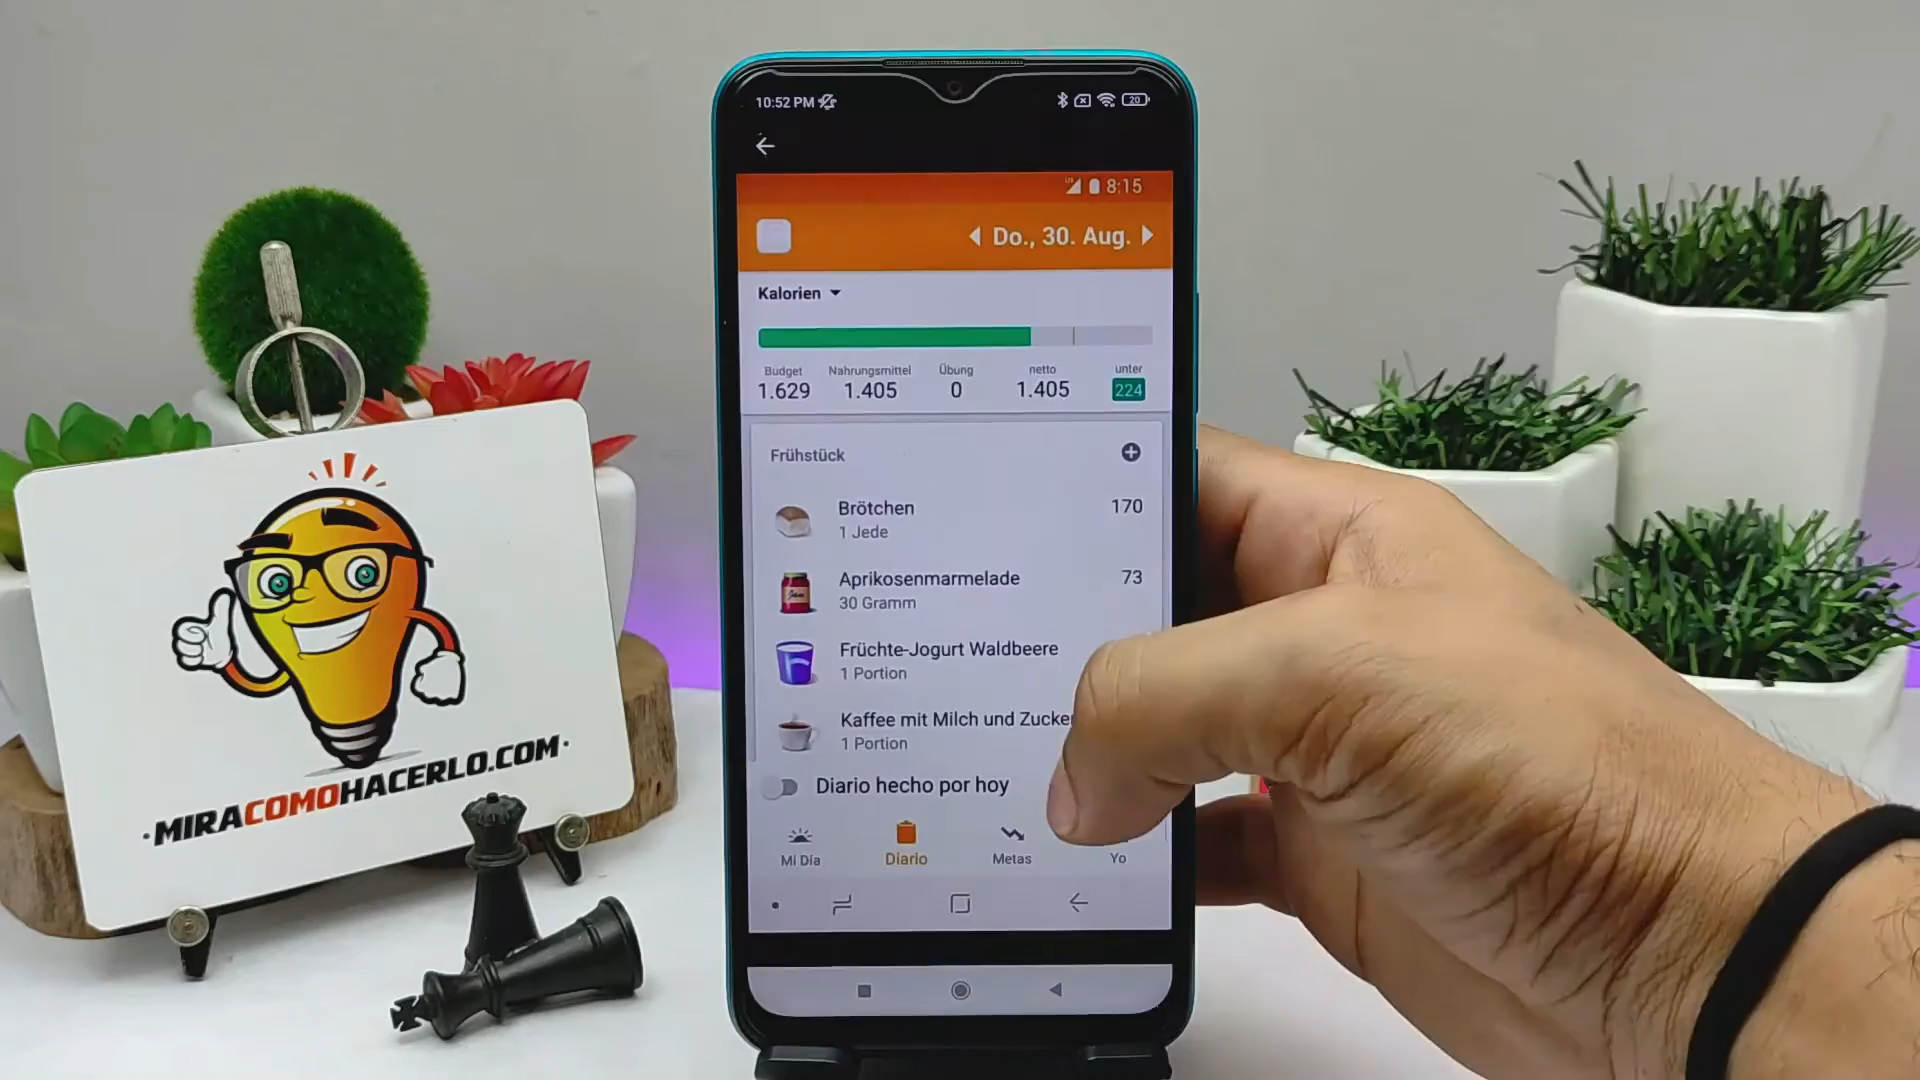 10:52 PM
20
8:15
Do., 30. Aug.
Kalorien
Budget Nahrungsmittel Übung netto unter
1.629 1.405 0 1.405 224
Frühstück
Brötchen 170
1 Jede
Aprikosenmarmelade 73
30 Gramm
Früchte-Jogurt Waldbeere
1 Portion
Kaffee mit Milch und Zucker
1 Portion
Diario hecho por hoy
Mi Día Diario Metas Yo
·MIRACOMOHACERLO.COM·